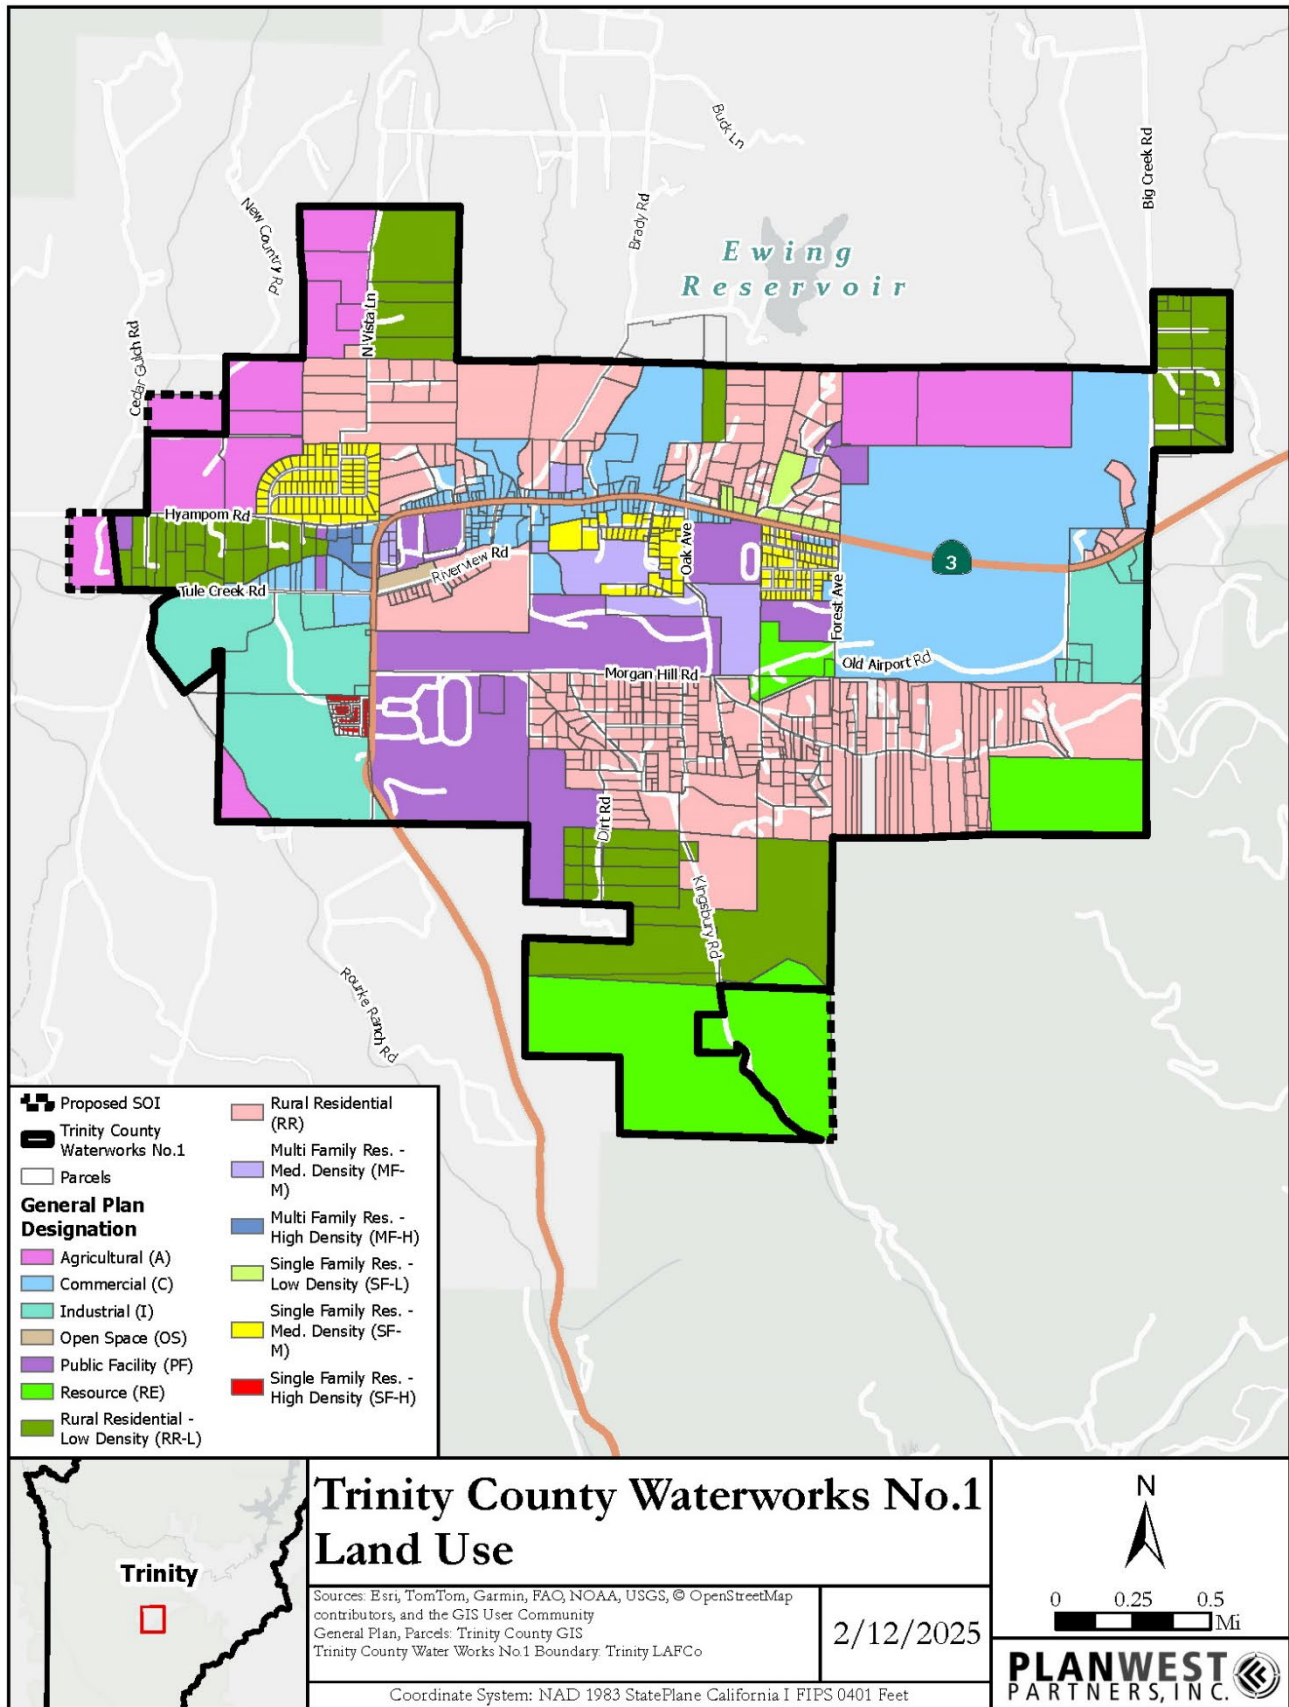 Buck Ln
Big Creek Rd
New Country Rd
Brady Rd
Ewing
Reservoir
N Vista Ln
Cedar Gulch Rd
Hyampom Rd
Riverview Rd
Oak Ave
Tule Creek Rd
3
Forest Ave
Old Airport Rd
Morgan Hill Rd
Dirt Rd
Kingsbury Rd
Rourke Ranch Rd
Proposed SOI
Trinity County
Waterworks No.1
Parcels
General Plan
Designation
Agricultural (A)
Commercial (C)
Industrial (I)
Open Space (OS)
Public Facility (PF)
Resource (RE)
Rural Residential -
Low Density (RR-L)
Rural Residential
(RR)
Multi Family Res. -
Med. Density (MF-
M)
Multi Family Res. -
High Density (MF-H)
Single Family Res. -
Low Density (SF-L)
Single Family Res. -
Med. Density (SF-
M)
Single Family Res. -
High Density (SF-H)
Trinity
Trinity County Waterworks No.1
Land Use
Sources: Esri, TomTom, Garmin, FAO, NOAA, USGS, © OpenStreetMap
contributors, and the GIS User Community
General Plan, Parcels: Trinity County GIS
Trinity County Water Works No.1 Boundary: Trinity LAFCo
2/12/2025
Coordinate System: NAD 1983 StatePlane California I FIPS 0401 Feet
N
0 0.25 0.5
Mi
PLANWEST
PARTNERS, INC.